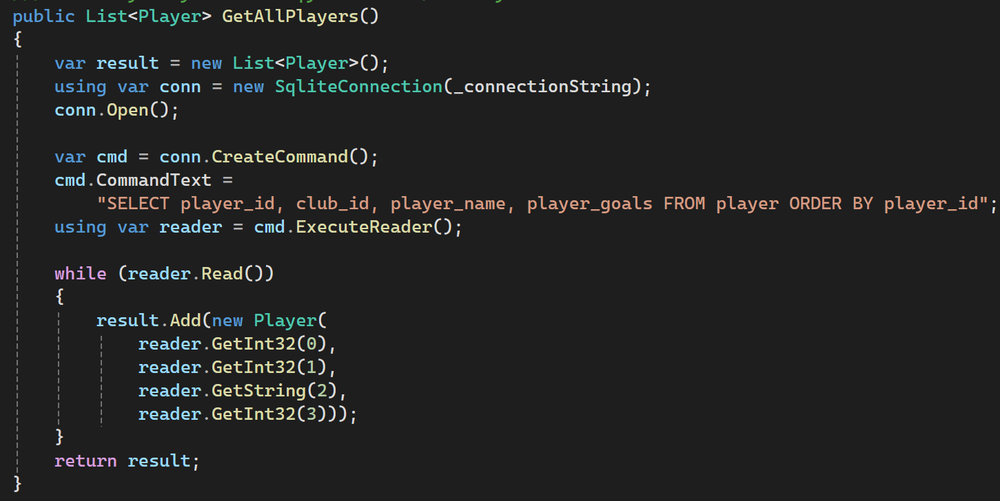 public List<Player> GetAllPlayers()
{
    var result = new List<Player>();
    using var conn = new SqliteConnection(_connectionString);
    conn.Open();

    var cmd = conn.CreateCommand();
    cmd.CommandText =
        "SELECT player_id, club_id, player_name, player_goals FROM player ORDER BY player_id";
    using var reader = cmd.ExecuteReader();

    while (reader.Read())
    {
        result.Add(new Player(
            reader.GetInt32(0),
            reader.GetInt32(1),
            reader.GetString(2),
            reader.GetInt32(3)));
    }
    return result;
}